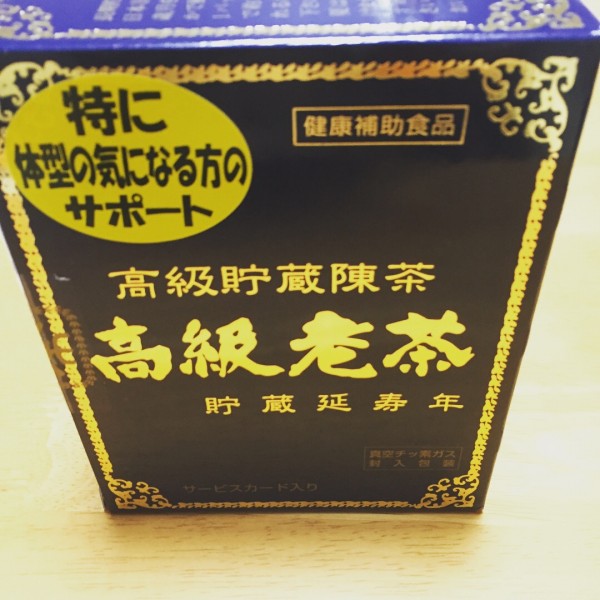 特に
体型の気になる方の
サポート
健康補助食品
高級貯蔵陳茶
高級老茶
貯蔵延寿年
真空チッ素ガス
封入包装
サービスカード入り